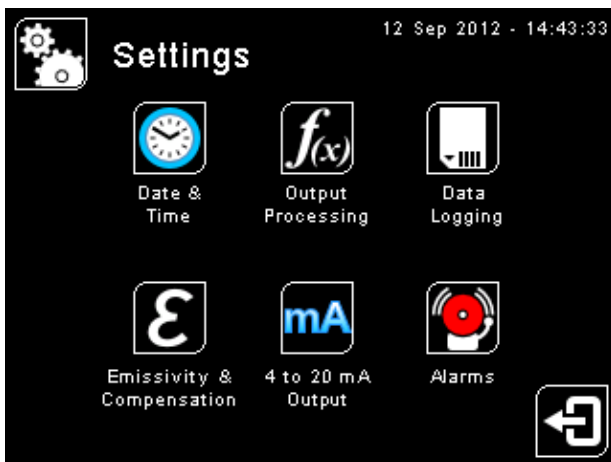 12 Sep 2012 - 14:43:33
Settings
f(x)
Date &
Time
Output
Processing
Data
Logging
ε
mA
Emissivity &
Compensation
4 to 20 mA
Output
Alarms